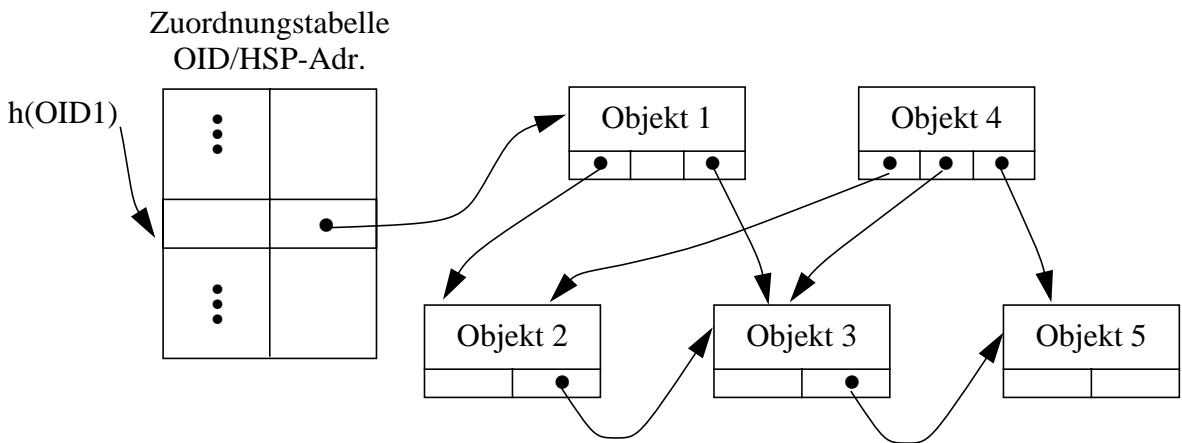 Zuordnungstabelle
OID/HSP-Adr.
h(OID1)
Objekt 1
Objekt 4
Objekt 2
Objekt 3
Objekt 5